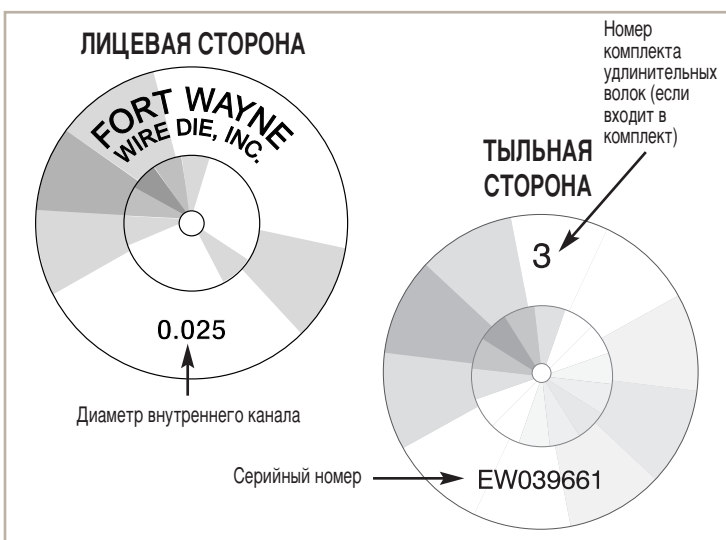 ЛИЦЕВАЯ СТОРОНА
FORT WAYNE
WIRE DIE, INC.
0.025
Диаметр внутреннего канала
Номер
комплекта
удлинительных
волок (если
входит в
комплект)
ТЫЛЬНАЯ
СТОРОНА
3
Серийный номер
EW039661